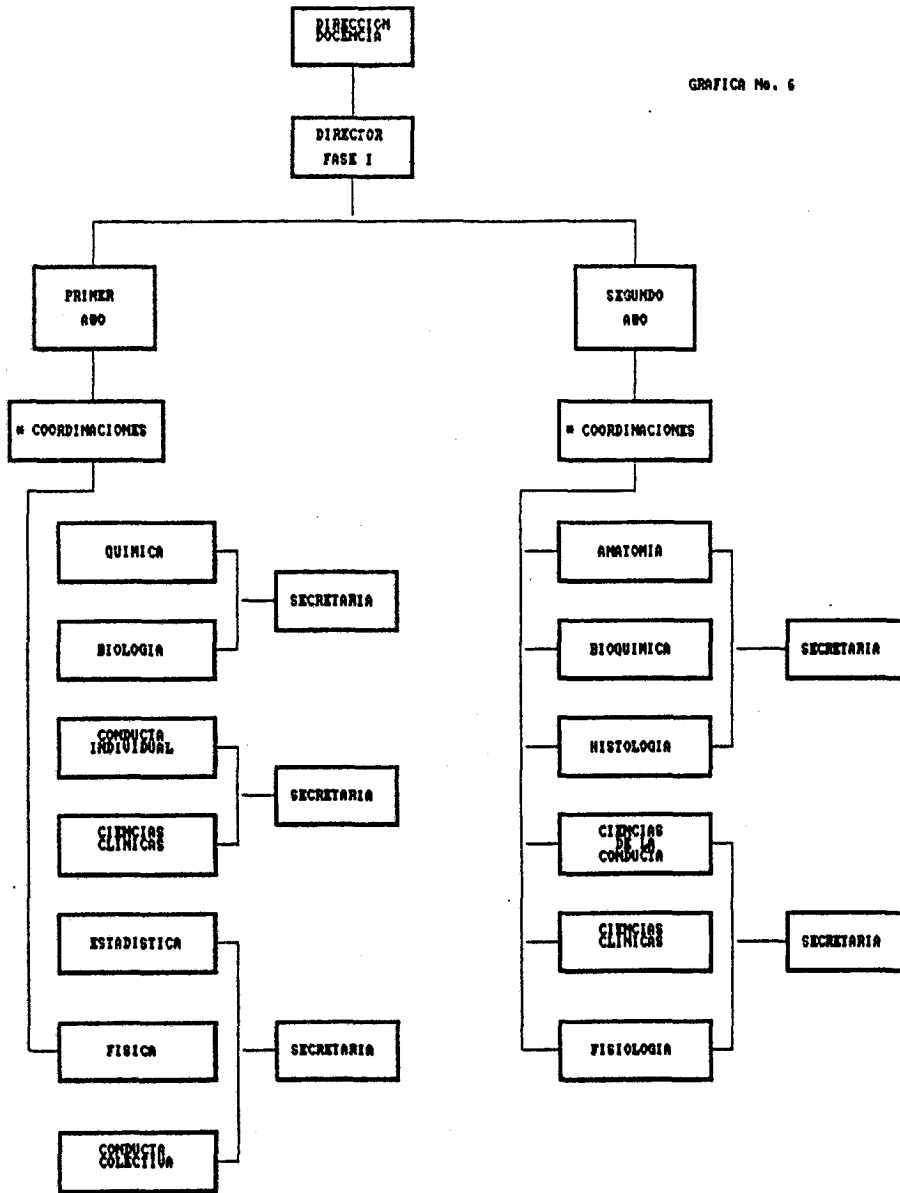 DIRECCION
DOCENCIA
GRAFICA No. 6
DIRECTOR
FASE I
PRIMER
AÑO
SEGUNDO
AÑO
* COORDINACIONES
* COORDINACIONES
QUIMICA
ANATOMIA
SECRETARIA
BIOLOGIA
BIOQUIMICA
SECRETARIA
CONDUCTA
INDIVIDUAL
HISTOLOGIA
SECRETARIA
CIENCIAS
CLINICAS
CIENCIAS
DE LA
CONDUCTA
ESTADISTICA
CIENCIAS
CLINICAS
SECRETARIA
FISICA
SECRETARIA
FISIOLOGIA
CONDUCTA
COLECTIVA